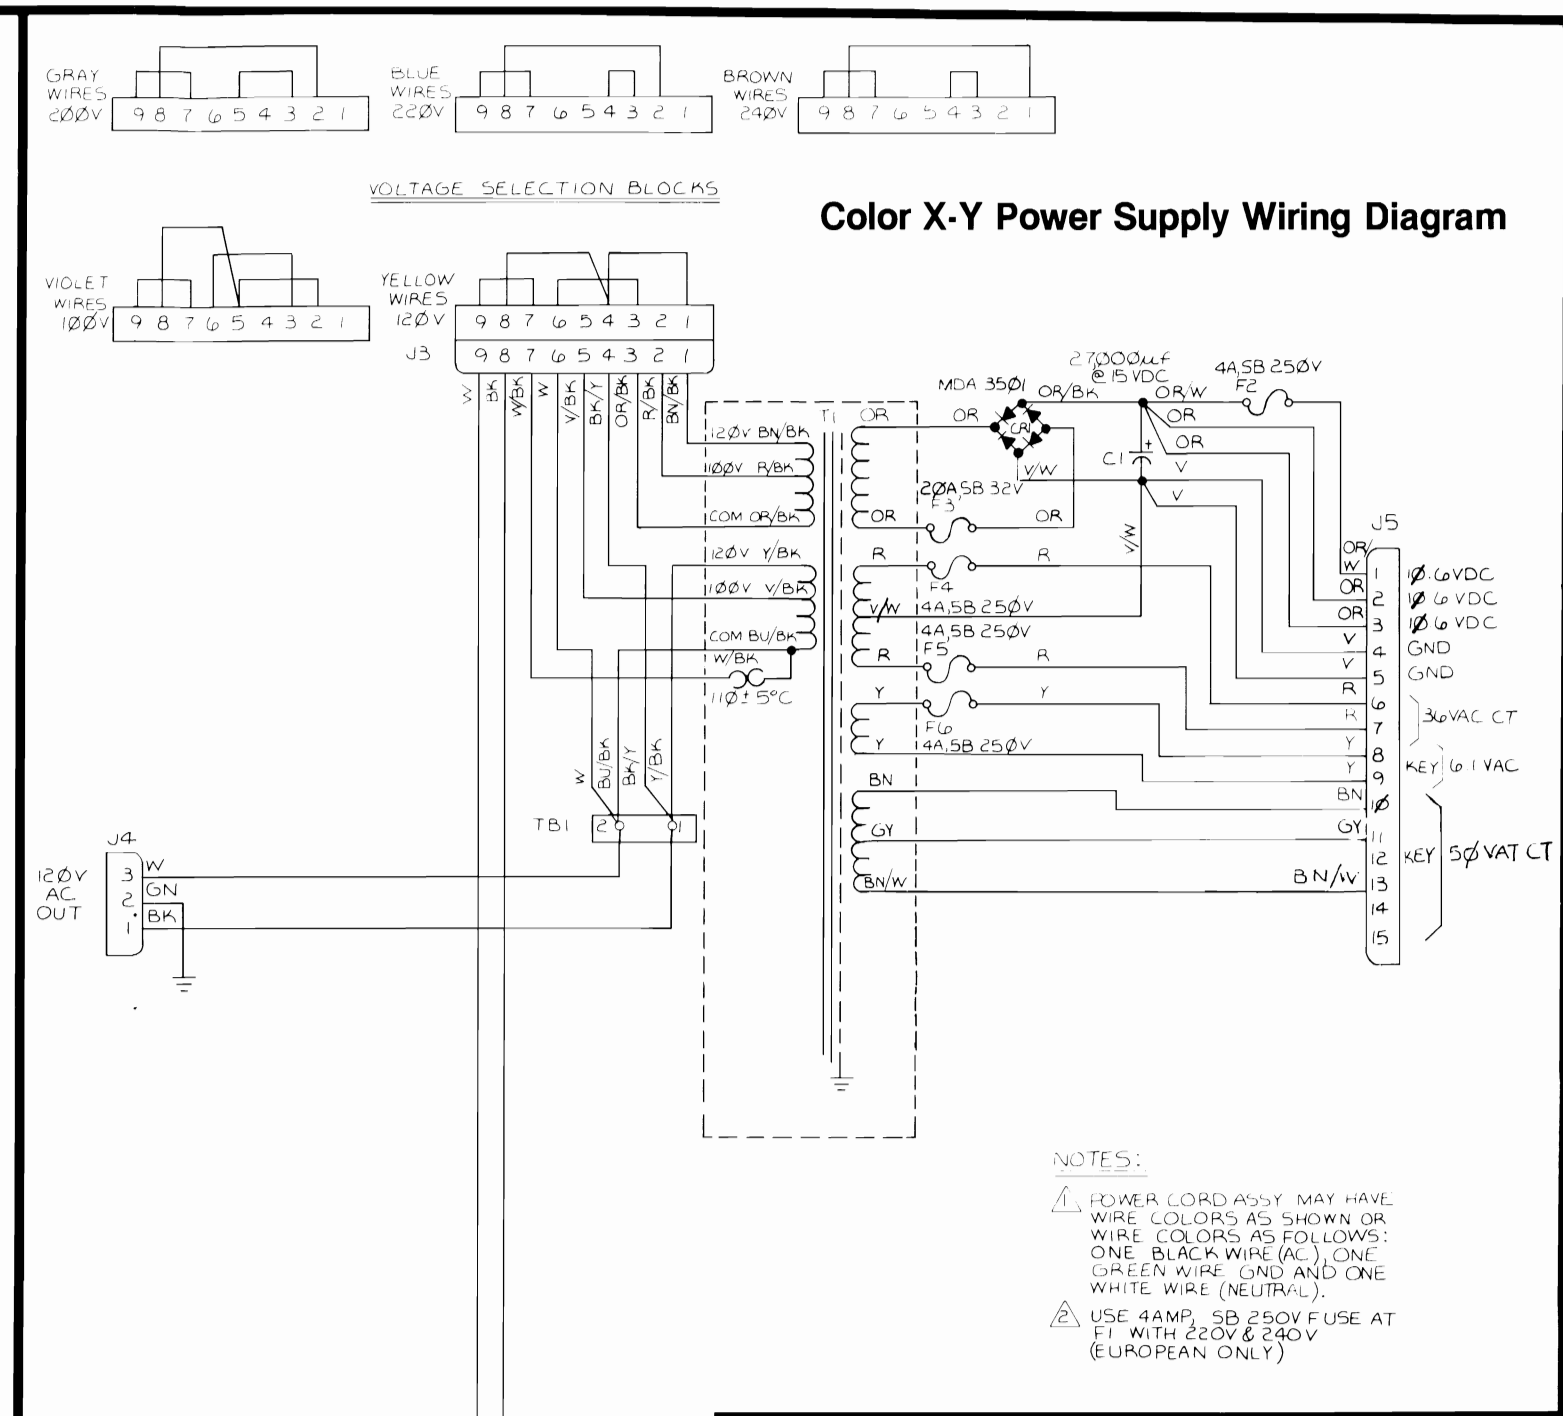 GRAY
WIRES
2ØØV
9 8 7 6 5 4 3 2 1
BLUE
WIRES
22ØV
9 8 7 6 5 4 3 2 1
BROWN
WIRES
24ØV
9 8 7 6 5 4 3 2 1
VOLTAGE SELECTION BLOCKS
Color X-Y Power Supply Wiring Diagram
VIOLET
WIRES
1ØØV
9 8 7 6 5 4 3 2 1
YELLOW
WIRES
12ØV
9 8 7 6 5 4 3 2 1
J3
9 8 7 6 5 4 3 2 1
W
BK
W/BK
W
V/BK
BK/Y
OR/BK
R/BK
BN/BK
T1
12ØV BN/BK
1ØØV R/BK
COM OR/BK
12ØV Y/BK
1ØØV V/BK
COM BU/BK
W/BK
11Ø± 5°C
W
BU/BK
BK/Y
Y/BK
TB1
2
1
J4
12ØV
AC
OUT
3
2
1
W
GN
BK
OR
OR
MDA 35Ø1
CR1
OR/BK
27,ØØØuf
@ 15 VDC
OR/W
4A,SB 25ØV
F2
OR
OR
V
V
C1
+
V/W
V/W
2ØA,SB 32V
F3
OR
OR
R
R
F4
4A,SB 25ØV
V/W
4A,SB 25ØV
F5
R
R
Y
Y
F6
4A,SB 25ØV
Y
BN
GY
BN/W
J5
OR/
W
1
1Ø.6VDC
OR
2
1Ø 6 VDC
OR
3
1Ø 6 VDC
V
4
GND
V
5
GND
R
6
R
7
36VAC CT
Y
8
Y
9
KEY
6 1 VAC
BN
1Ø
GY
11
12
KEY
5Ø VAT CT
BN/W
13
14
15
NOTES:
1 POWER CORD ASSY MAY HAVE
WIRE COLORS AS SHOWN OR
WIRE COLORS AS FOLLOWS:
ONE BLACK WIRE (AC), ONE
GREEN WIRE GND AND ONE
WHITE WIRE (NEUTRAL).
2 USE 4AMP, SB 250V FUSE AT
F1 WITH 220V & 240V
(EUROPEAN ONLY)